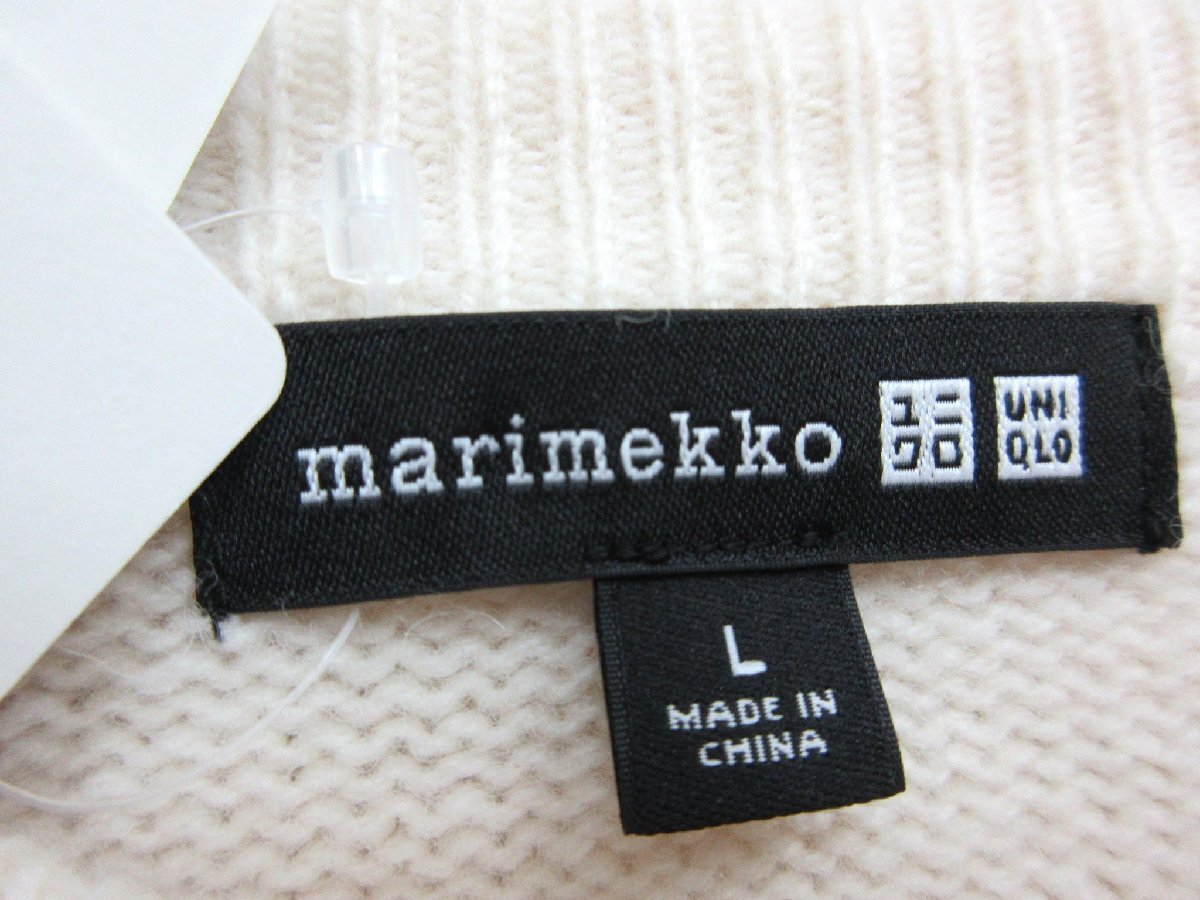 marimekko ユニ クロ UNI QLO
L
MADE IN
CHINA